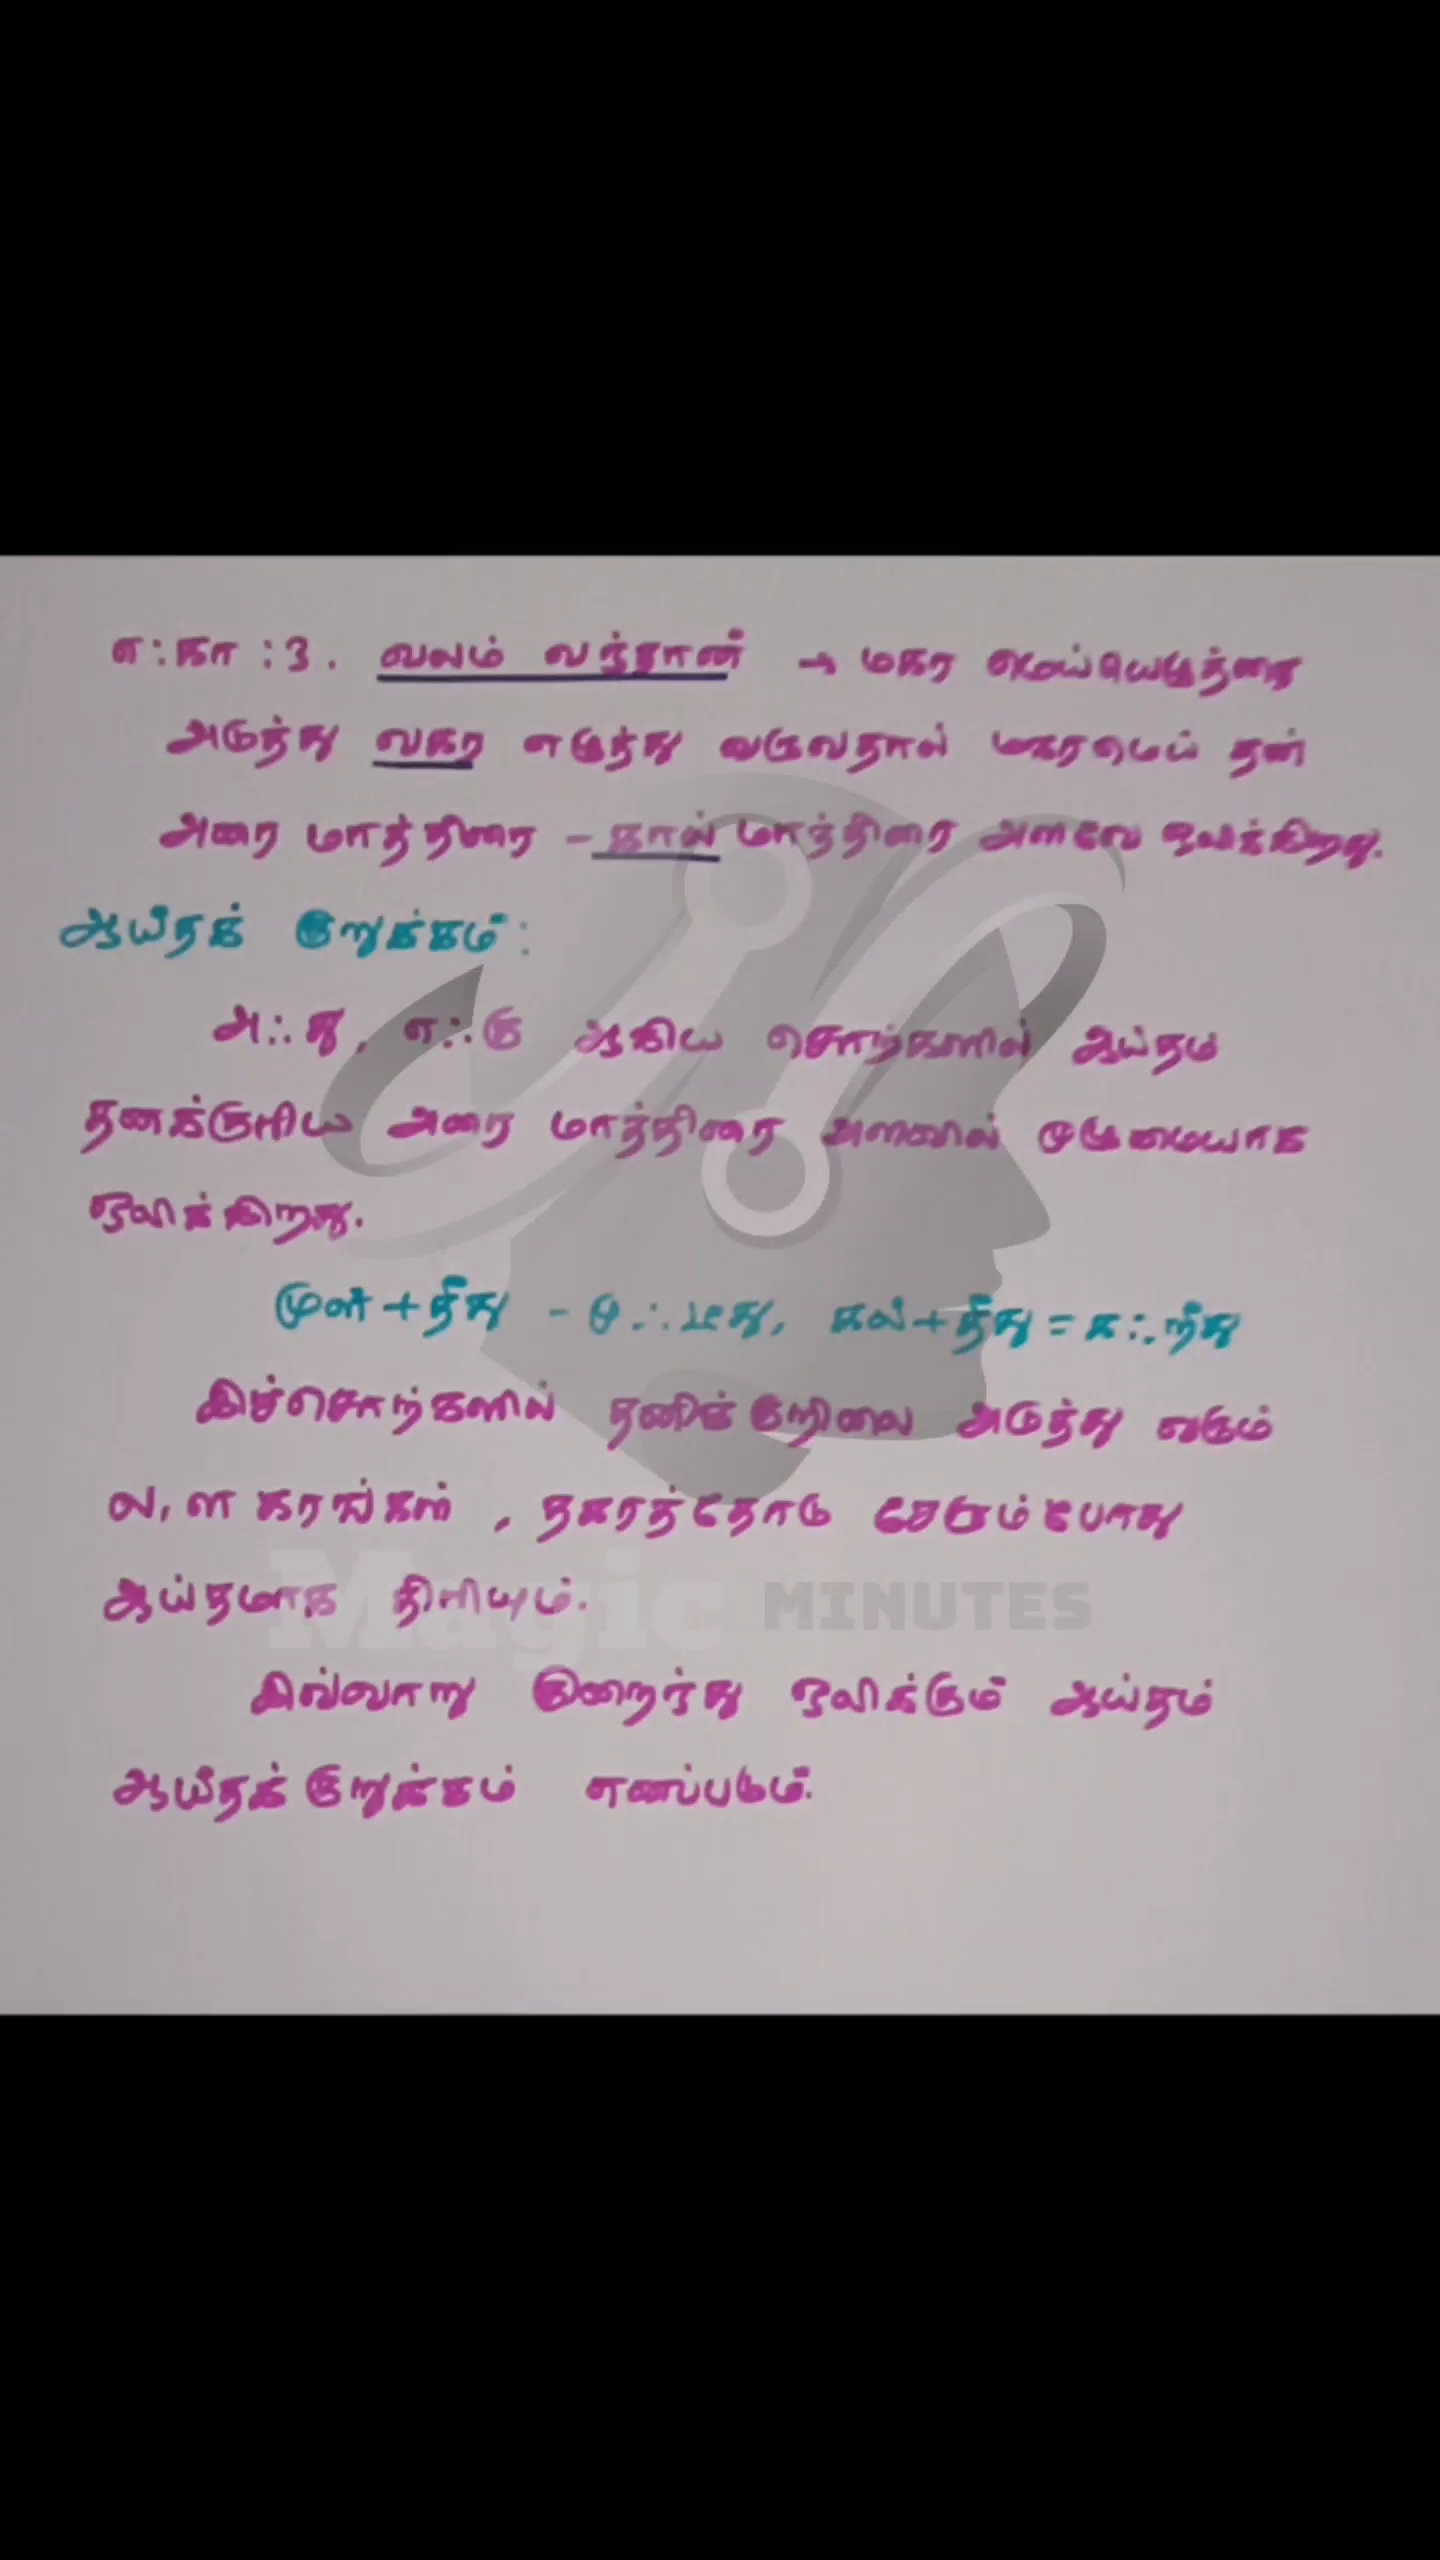 எ:கா :3. வலம் வந்தான் → மகர மெய்யெழுத்தை
அடுத்து வகர எழுத்து வருவதால் மகரமெய் தன்
அரை மாத்திரை - கால் மாத்திரை அளவே ஒலிக்கிறது.
ஆய்தக் குறுக்கம் :
அஃது, எஃகு ஆகிய சொற்களில் ஆய்தம்
தனக்குரிய அரை மாத்திரை அளவில் முழுமையாக
ஒலிக்கிறது.
முள்+தீது - முஃடீது, கல்+தீது = கஃறீது
இச்சொற்களில் தனிக்குறிலை அடுத்து வரும்
ல, ள கரங்கள் , தகரத்தோடு சேரும்போது
ஆய்தமாக திரியும்.
Magic MINUTES
இவ்வாறு குறைந்து ஒலிக்கும் ஆய்தம்
ஆய்தக் குறுக்கம் எனப்படும்.